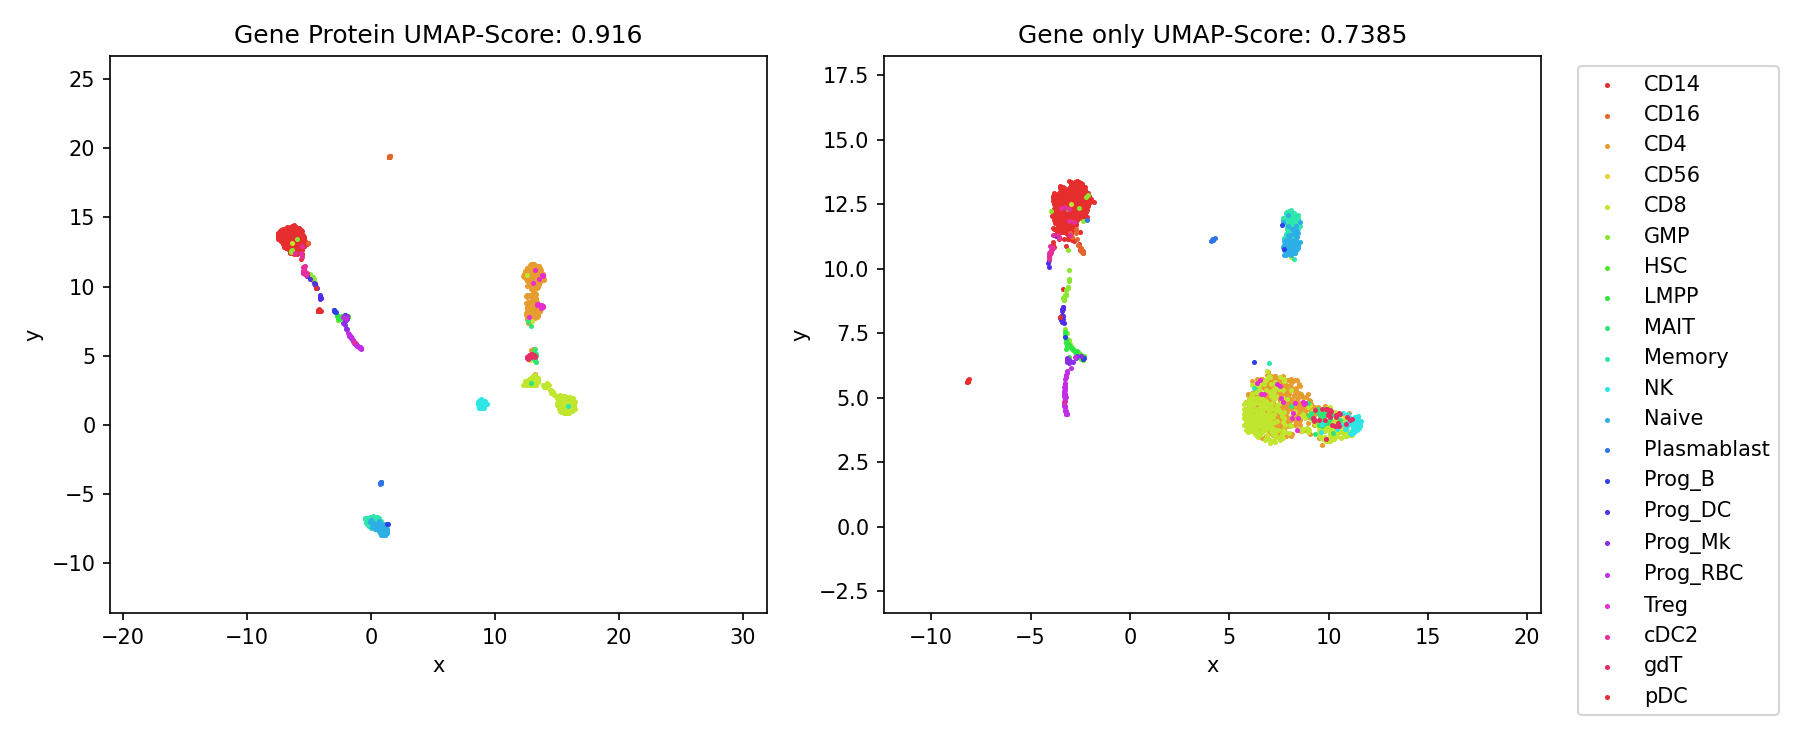 Gene Protein UMAP-Score: 0.916
25
20
15
10
5
0
−5
−10
y
−20
−10
0
10
20
30
x
Gene only UMAP-Score: 0.7385
17.5
15.0
12.5
10.0
7.5
5.0
2.5
0.0
−2.5
y
−10
−5
0
5
10
15
20
x
CD14
CD16
CD4
CD56
CD8
GMP
HSC
LMPP
MAIT
Memory
NK
Naive
Plasmablast
Prog_B
Prog_DC
Prog_Mk
Prog_RBC
Treg
cDC2
gdT
pDC